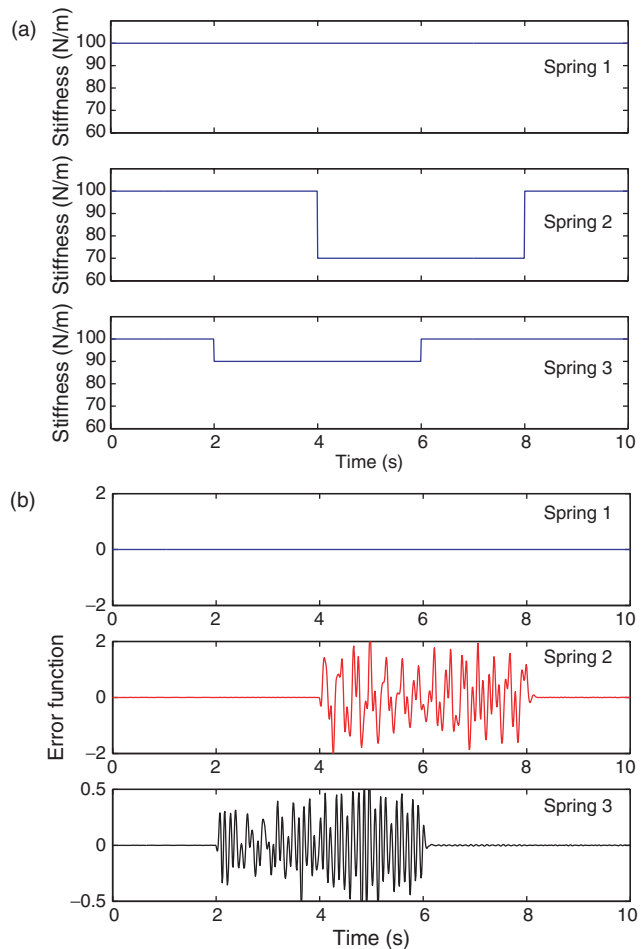 (a)
Stiffness (N/m)
100
90
80
70
60
Spring 1
Stiffness (N/m)
100
90
80
70
60
Spring 2
Stiffness (N/m)
100
90
80
70
60
Spring 3
0 2 4 6 8 10
Time (s)
(b)
Error function
2
0
−2
Spring 1
0 2 4 6 8 10
2
0
−2
Spring 2
0 2 4 6 8 10
0.5
0
−0.5
Spring 3
0 2 4 6 8 10
Time (s)